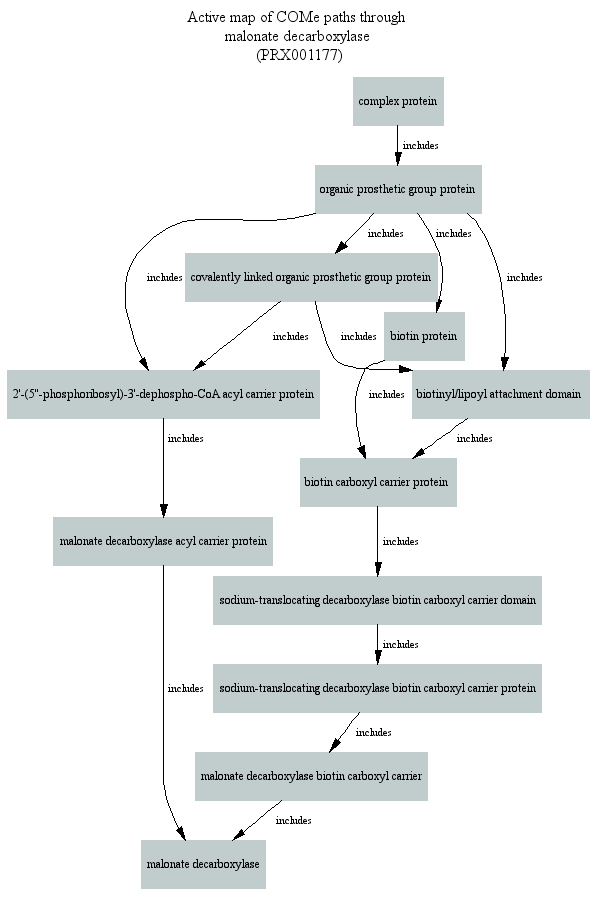 Active map of COMe paths through
malonate decarboxylase
(PRX001177)
complex protein
includes
organic prosthetic group protein
includes
includes
includes
includes
covalently linked organic prosthetic group protein
includes
includes
biotin protein
2'-(5"-phosphoribosyl)-3'-dephospho-CoA acyl carrier protein
includes
biotinyl/lipoyl attachment domain
includes
includes
biotin carboxyl carrier protein
malonate decarboxylase acyl carrier protein
includes
sodium-translocating decarboxylase biotin carboxyl carrier domain
includes
sodium-translocating decarboxylase biotin carboxyl carrier protein
includes
includes
malonate decarboxylase biotin carboxyl carrier
includes
malonate decarboxylase